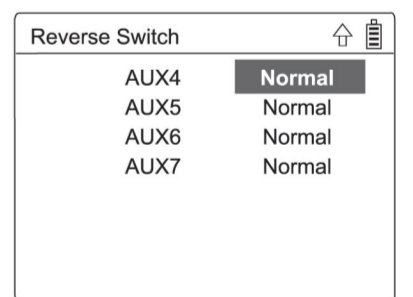 Reverse Switch
AUX4 Normal
AUX5 Normal
AUX6 Normal
AUX7 Normal